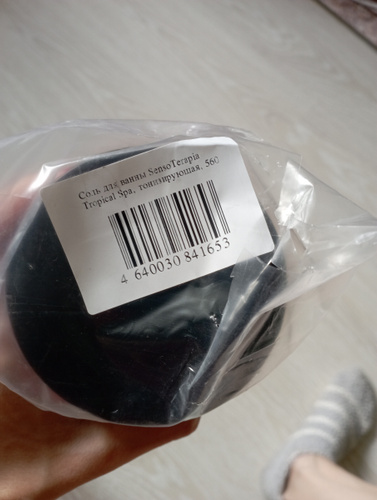 Соль для ванны SensoTerapia
Tropical Spa, тонизирующая, 560
4 640030 841653